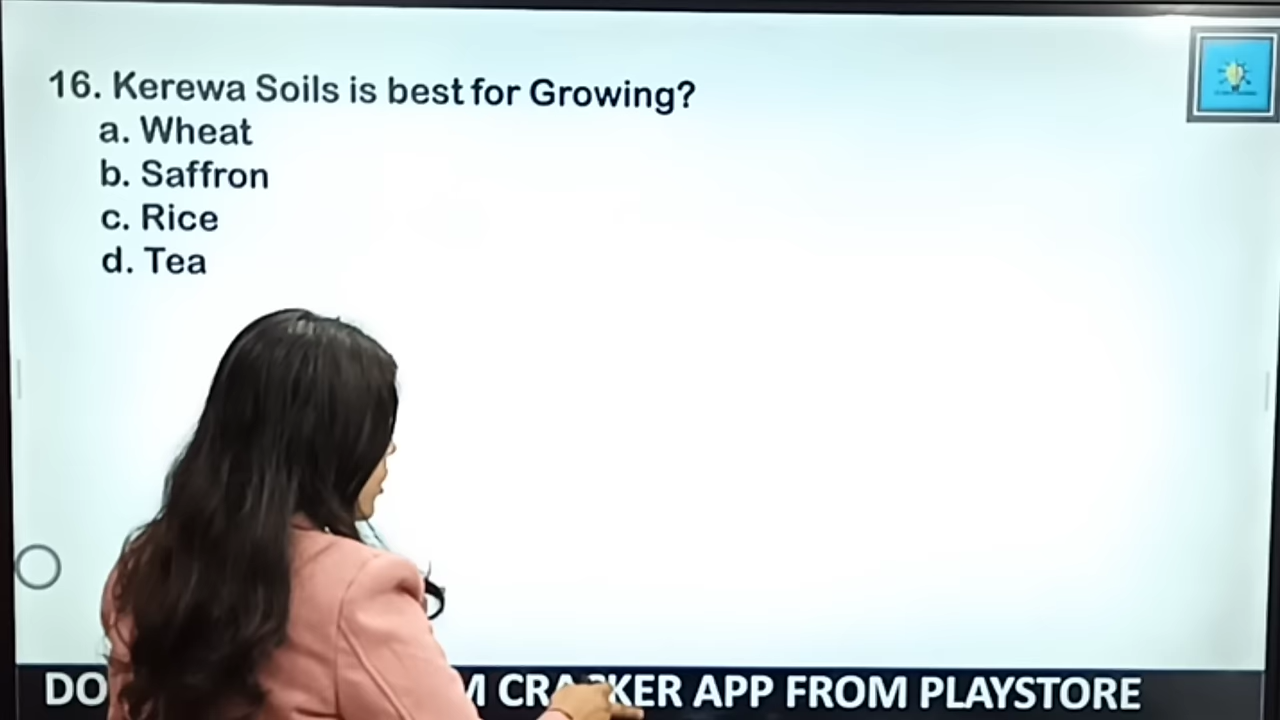 16. Kerewa Soils is best for Growing?
a. Wheat
b. Saffron
c. Rice
d. Tea
APP FROM PLAYSTORE